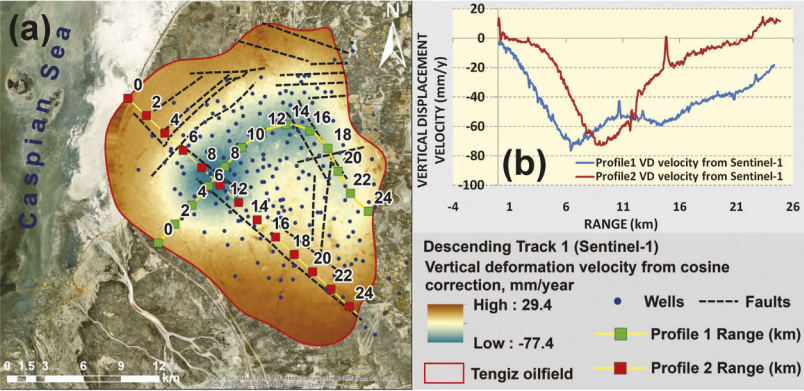 (a)
N
Caspian Sea
0
2
4
6
8
10
12
14
16
18
20
22
24
0
2
4
6
8
12
14
16
18
20
22
24
0 1.5 3 6 9 12
km
VERTICAL DISPLACEMENT
VELOCITY (mm/y)
20
0
-20
-40
-60
-80
-100
(b)
Profile1 VD velocity from Sentinel-1
Profile2 VD velocity from Sentinel-1
-4 1 6 11 16 21 26
RANGE (km)
Descending Track 1 (Sentinel-1)
Vertical deformation velocity from cosine
correction, mm/year
High : 29.4
Low : -77.4
Wells
Faults
Profile 1 Range (km)
Tengiz oilfield
Profile 2 Range (km)